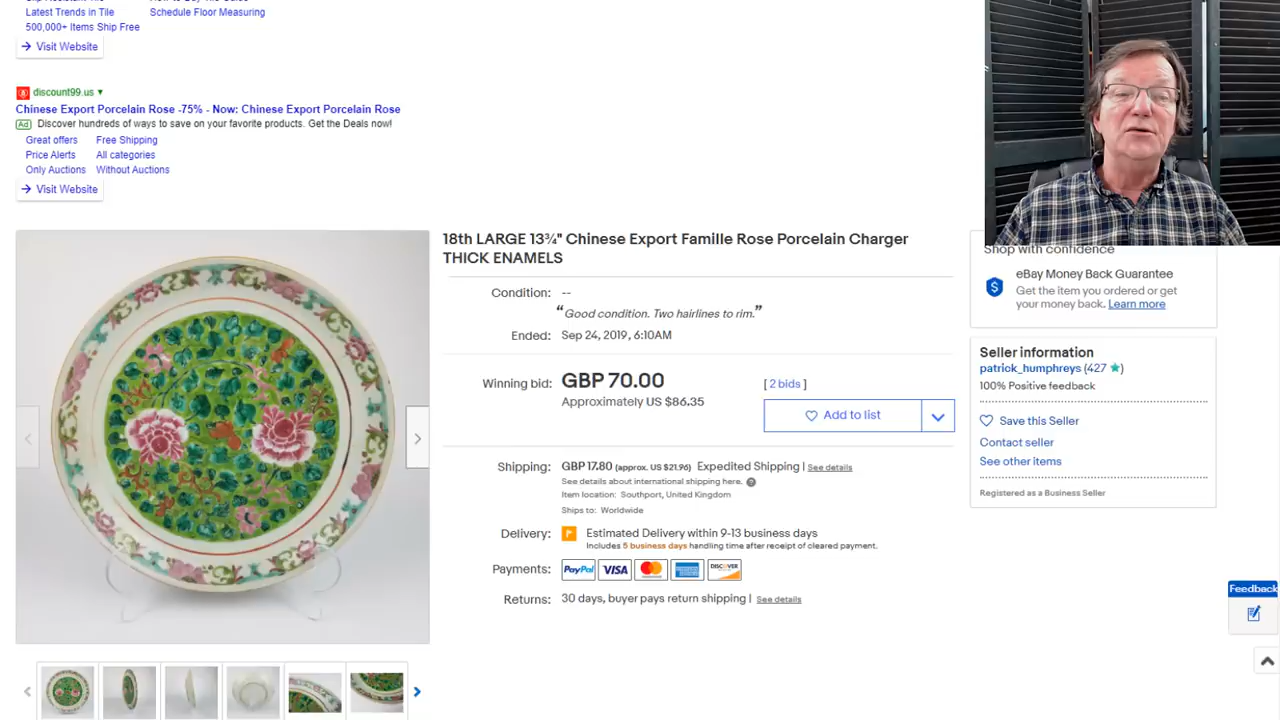 Latest Trends in Tile
Schedule Floor Measuring
500,000+ Items Ship Free
Visit Website
discount99.us
Chinese Export Porcelain Rose -75% - Now: Chinese Export Porcelain Rose
Ad Discover hundreds of ways to save on your favorite products. Get the Deals now!
Great offers
Free Shipping
Price Alerts
All categories
Only Auctions
Without Auctions
Visit Website
18th LARGE 13¾" Chinese Export Famille Rose Porcelain Charger
THICK ENAMELS
Condition: --
“Good condition. Two hairlines to rim.”
Ended: Sep 24, 2019, 6:10AM
Winning bid: GBP 70.00 [ 2 bids ]
Approximately US $86.35
Add to list
Shipping: GBP 17.80 (approx. US $21.96) Expedited Shipping | See details
See details about international shipping here.
Item location: Southport, United Kingdom
Ships to: Worldwide
Delivery: Estimated Delivery within 9-13 business days
Includes 5 business days handling time after receipt of cleared payment.
Payments: PayPal VISA MasterCard AMERICAN EXPRESS DISCOVER
Returns: 30 days, buyer pays return shipping | See details
Shop with confidence
eBay Money Back Guarantee
Get the item you ordered or get
your money back. Learn more
Seller information
patrick_humphreys (427 ★)
100% Positive feedback
Save this Seller
Contact seller
See other items
Registered as a Business Seller
Feedback